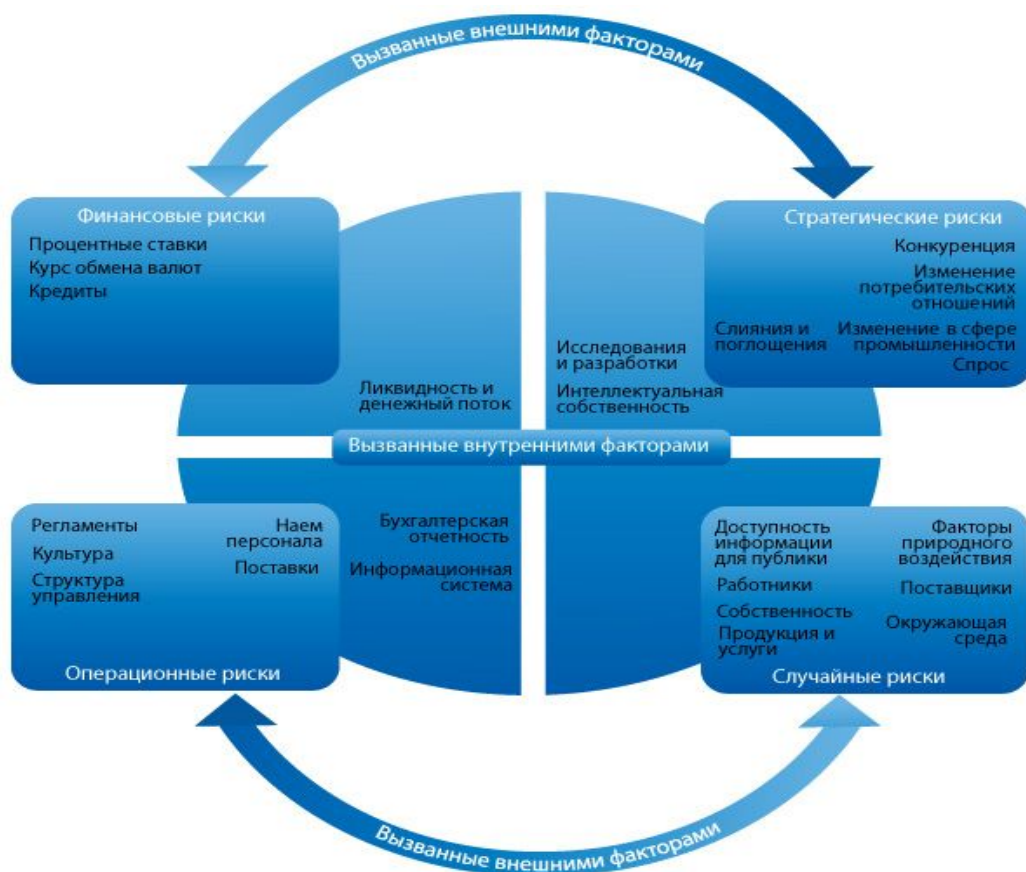 Вызванные внешними факторами
Финансовые риски
Процентные ставки
Курс обмена валют
Кредиты
Стратегические риски
Конкуренция
Изменение
потребительских
отношений
Слияния и
поглощения
Изменение в сфере
промышленности
Спрос
Ликвидность и
денежный поток
Исследования
и разработки
Интеллектуальная
собственность
Вызванные внутренними факторами
Регламенты
Культура
Структура
управления
Наем
персонала
Поставки
Операционные риски
Бухгалтерская
отчетность
Информационная
система
Доступность
информации
для публики
Работники
Собственность
Продукция и
услуги
Факторы
природного
воздействия
Поставщики
Окружающая
среда
Случайные риски
Вызванные внешними факторами